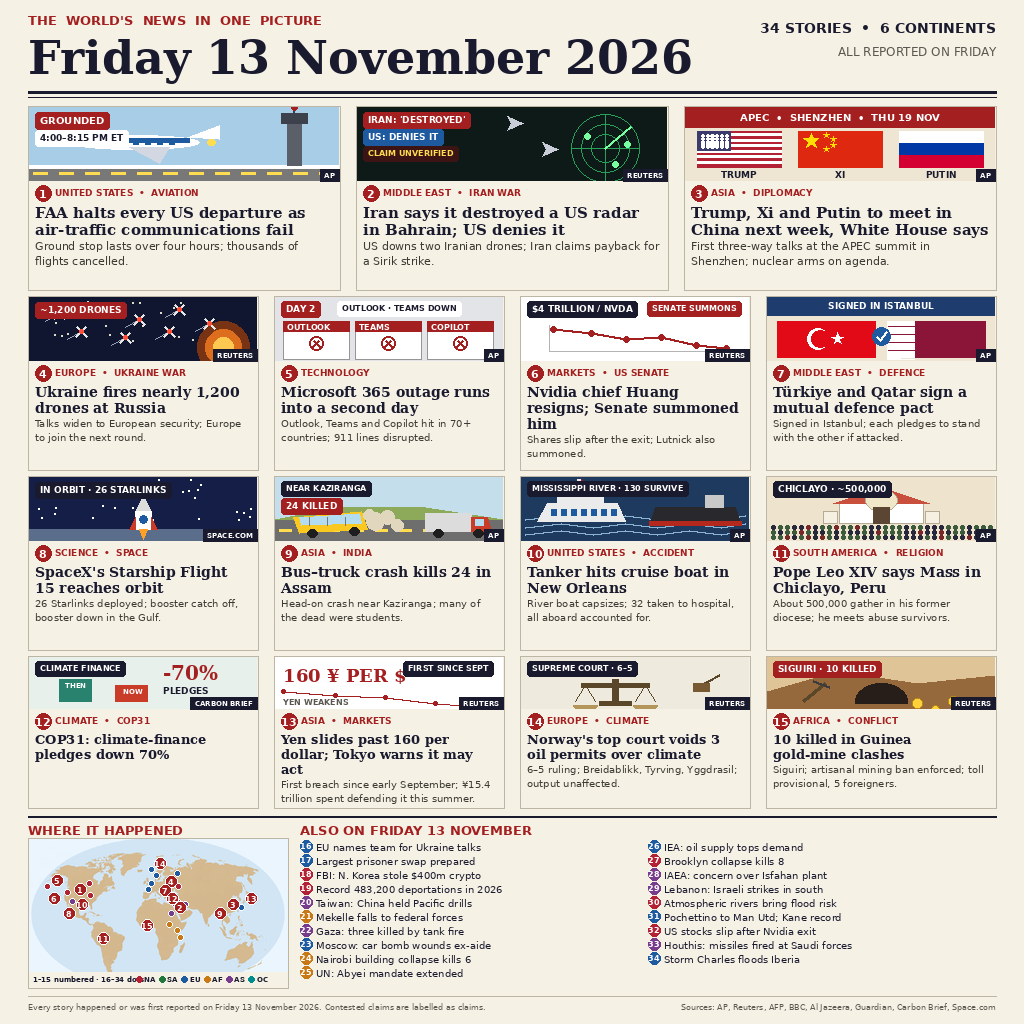 THE WORLD'S NEWS IN ONE PICTURE
Friday 13 November 2026
34 STORIES • 6 CONTINENTS
ALL REPORTED ON FRIDAY
GROUNDED
4:00–8:15 PM ET
AP
1 UNITED STATES • AVIATION
FAA halts every US departure as
air-traffic communications fail
Ground stop lasts over four hours; thousands of
flights cancelled.
IRAN: 'DESTROYED'
US: DENIES IT
CLAIM UNVERIFIED
REUTERS
2 MIDDLE EAST • IRAN WAR
Iran says it destroyed a US radar
in Bahrain; US denies it
US downs two Iranian drones; Iran claims payback for
a Sirik strike.
APEC • SHENZHEN • THU 19 NOV
TRUMP
XI
PUTIN
AP
3 ASIA • DIPLOMACY
Trump, Xi and Putin to meet in
China next week, White House says
First three-way talks at the APEC summit in
Shenzhen; nuclear arms on agenda.
~1,200 DRONES
REUTERS
4 EUROPE • UKRAINE WAR
Ukraine fires nearly 1,200
drones at Russia
Talks widen to European security; Europe
to join the next round.
DAY 2
OUTLOOK · TEAMS DOWN
OUTLOOK
TEAMS
COPILOT
AP
5 TECHNOLOGY
Microsoft 365 outage runs
into a second day
Outlook, Teams and Copilot hit in 70+
countries; 911 lines disrupted.
$4 TRILLION / NVDA
SENATE SUMMONS
REUTERS
6 MARKETS • US SENATE
Nvidia chief Huang
resigns; Senate summoned
him
Shares slip after the exit; Lutnick also
summoned.
SIGNED IN ISTANBUL
AP
7 MIDDLE EAST • DEFENCE
Türkiye and Qatar sign a
mutual defence pact
Signed in Istanbul; each pledges to stand
with the other if attacked.
IN ORBIT · 26 STARLINKS
SPACE.COM
8 SCIENCE • SPACE
SpaceX's Starship Flight
15 reaches orbit
26 Starlinks deployed; booster catch off,
booster down in the Gulf.
NEAR KAZIRANGA
24 KILLED
AP
9 ASIA • INDIA
Bus–truck crash kills 24 in
Assam
Head-on crash near Kaziranga; many of
the dead were students.
MISSISSIPPI RIVER · 130 SURVIVE
AP
10 UNITED STATES • ACCIDENT
Tanker hits cruise boat in
New Orleans
River boat capsizes; 32 taken to hospital,
all aboard accounted for.
CHICLAYO · ~500,000
AP
11 SOUTH AMERICA • RELIGION
Pope Leo XIV says Mass in
Chiclayo, Peru
About 500,000 gather in his former
diocese; he meets abuse survivors.
CLIMATE FINANCE
THEN
NOW
-70%
PLEDGES
CARBON BRIEF
12 CLIMATE • COP31
COP31: climate-finance
pledges down 70%
160 ¥ PER $
FIRST SINCE SEPT
YEN WEAKENS
REUTERS
13 ASIA • MARKETS
Yen slides past 160 per
dollar; Tokyo warns it may
act
First breach since early September; ¥15.4
trillion spent defending it this summer.
SUPREME COURT · 6–5
REUTERS
14 EUROPE • CLIMATE
Norway's top court voids 3
oil permits over climate
6–5 ruling; Breidablikk, Tyrving, Yggdrasil;
output unaffected.
SIGUIRI · 10 KILLED
REUTERS
15 AFRICA • CONFLICT
10 killed in Guinea
gold-mine clashes
Siguiri; artisanal mining ban enforced; toll
provisional, 5 foreigners.
WHERE IT HAPPENED
5
6
1
10
8
11
14
4
7
12
2
15
9
3
13
1–15 numbered · 16–34 do NA SA EU AF AS OC
ALSO ON FRIDAY 13 NOVEMBER
16 EU names team for Ukraine talks
17 Largest prisoner swap prepared
18 FBI: N. Korea stole $400m crypto
19 Record 483,200 deportations in 2026
20 Taiwan: China held Pacific drills
21 Mekelle falls to federal forces
22 Gaza: three killed by tank fire
23 Moscow: car bomb wounds ex-aide
24 Nairobi building collapse kills 6
25 UN: Abyei mandate extended
26 IEA: oil supply tops demand
27 Brooklyn collapse kills 8
28 IAEA: concern over Isfahan plant
29 Lebanon: Israeli strikes in south
30 Atmospheric rivers bring flood risk
31 Pochettino to Man Utd; Kane record
32 US stocks slip after Nvidia exit
33 Houthis: missiles fired at Saudi forces
34 Storm Charles floods Iberia
Every story happened or was first reported on Friday 13 November 2026. Contested claims are labelled as claims.
Sources: AP, Reuters, AFP, BBC, Al Jazeera, Guardian, Carbon Brief, Space.com